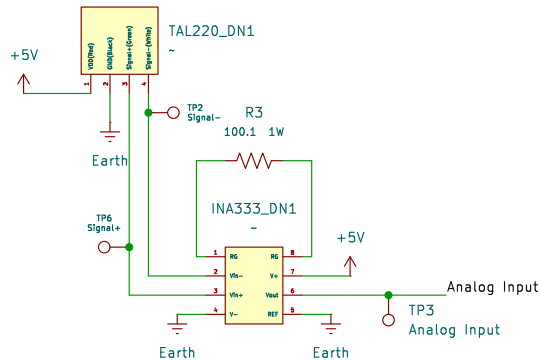 TAL220_DN1
~
VDD(Red)
GND(Black)
Signal+(Green)
Signal-(White)
+5V
1
2
3
4
TP2
Signal-
R3
100.1 1W
Earth
TP6
Signal+
INA333_DN1
~
+5V
1 RG
RG 8
2 Vin-
V+ 7
3 Vin+
Vout 6
4 V-
REF 5
Analog Input
TP3
Analog Input
Earth
Earth